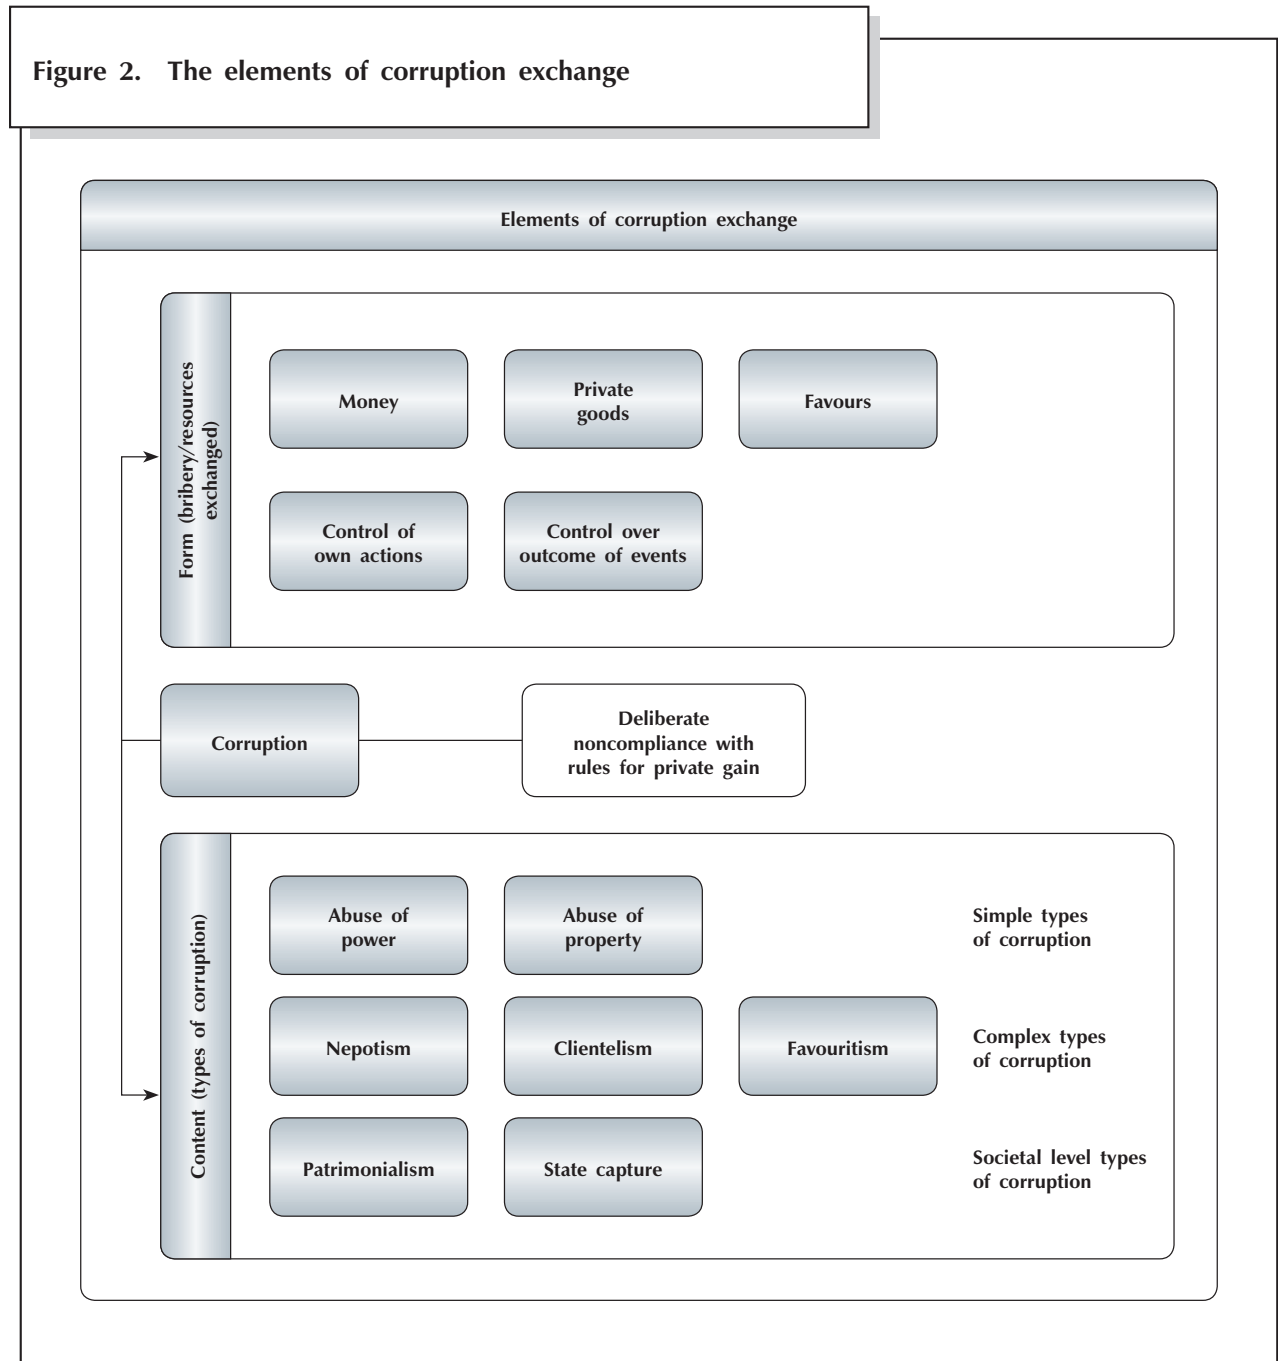 Figure 2. The elements of corruption exchange
Elements of corruption exchange
Form (bribery/resources
exchanged)
Money
Private
goods
Favours
Control of
own actions
Control over
outcome of events
Corruption
Deliberate
noncompliance with
rules for private gain
Content (types of corruption)
Abuse of
power
Abuse of
property
Simple types
of corruption
Nepotism
Clientelism
Favouritism
Complex types
of corruption
Patrimonialism
State capture
Societal level types
of corruption